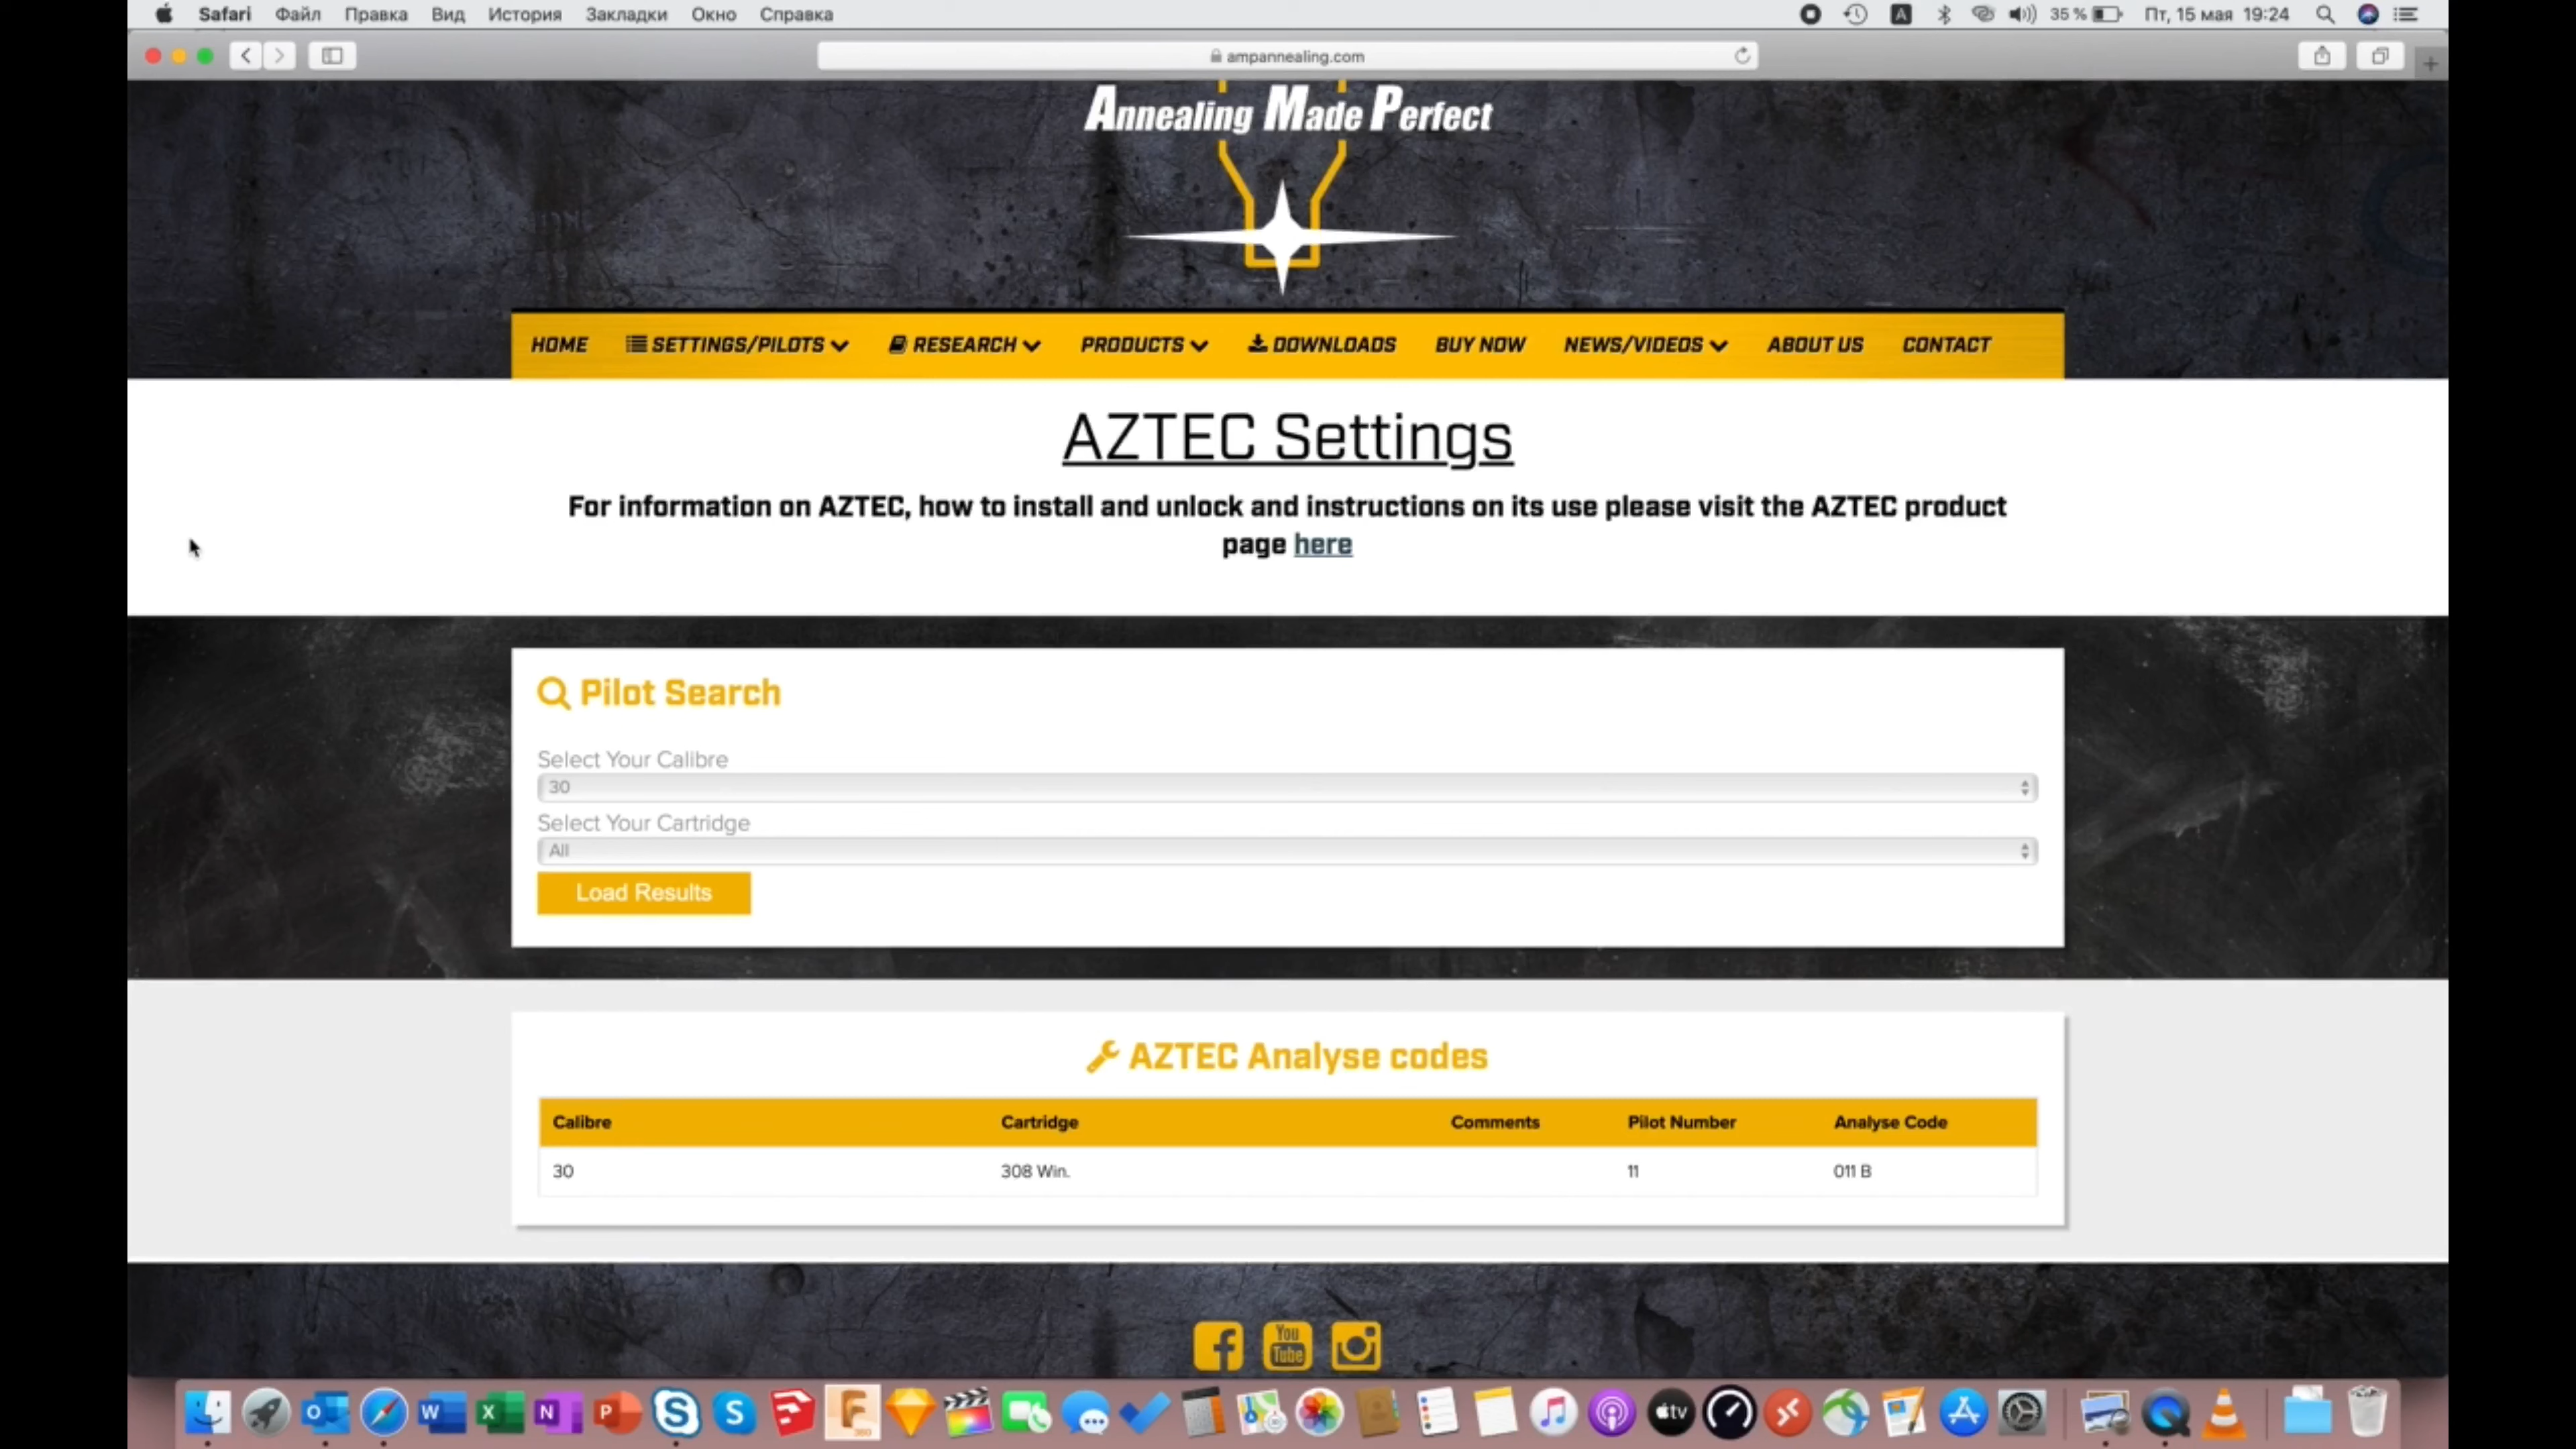 Safari Файл Правка Вид История Закладки Окно Справка A 35 % Пт, 15 мая 19:24
ampannealing.com
Annealing Made Perfect
HOME SETTINGS/PILOTS RESEARCH PRODUCTS DOWNLOADS BUY NOW NEWS/VIDEOS ABOUT US CONTACT
AZTEC Settings
For information on AZTEC, how to install and unlock and instructions on its use please visit the AZTEC product
page here
Pilot Search
Select Your Calibre
30
Select Your Cartridge
All
Load Results
AZTEC Analyse codes
Calibre Cartridge Comments Pilot Number Analyse Code
30 308 Win. 11 011 B
You
Tube
O W X N P S S F tv
360